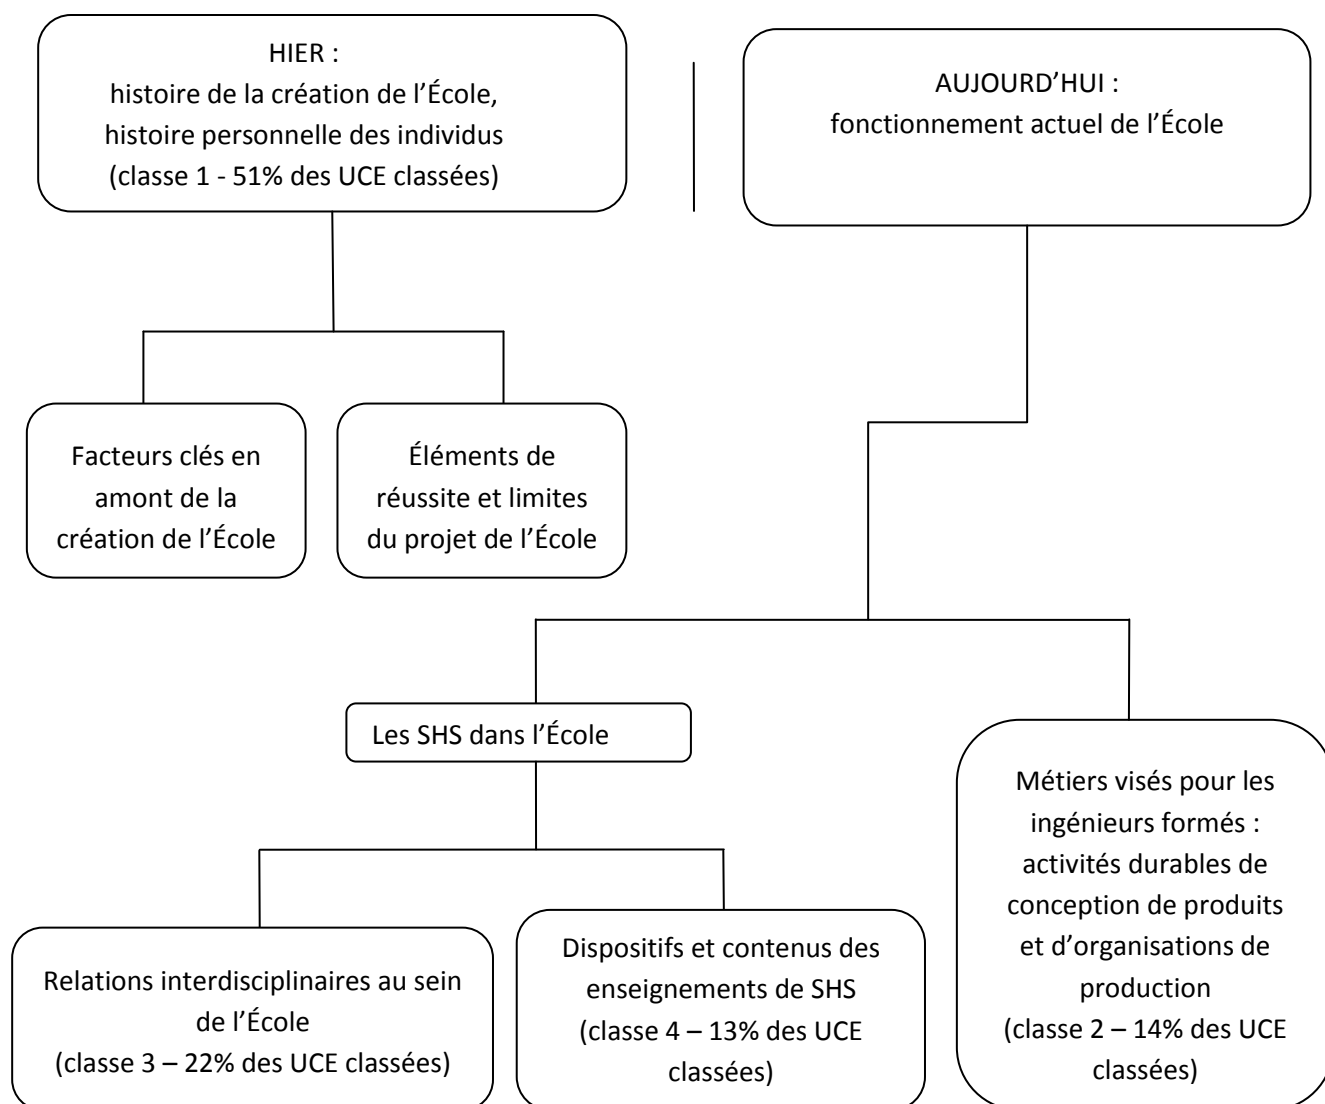 HIER :
histoire de la création de l’École,
histoire personnelle des individus
(classe 1 - 51% des UCE classées)
AUJOURD’HUI :
fonctionnement actuel de l’École
Facteurs clés en
amont de la
création de l’École
Éléments de
réussite et limites
du projet de l’École
Les SHS dans l’École
Relations interdisciplinaires au sein
de l’École
(classe 3 – 22% des UCE classées)
Dispositifs et contenus des
enseignements de SHS
(classe 4 – 13% des UCE
classées)
Métiers visés pour les
ingénieurs formés :
activités durables de
conception de produits
et d’organisations de
production
(classe 2 – 14% des UCE
classées)